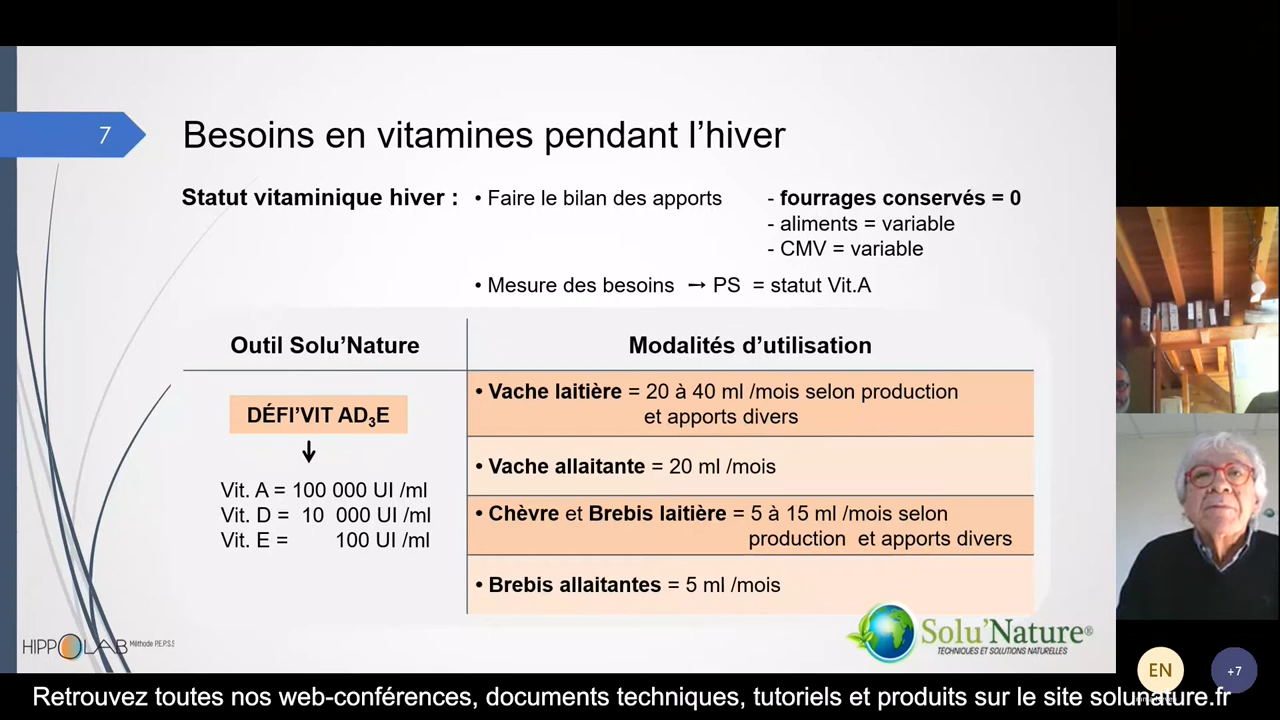 7
Besoins en vitamines pendant l’hiver
Statut vitaminique hiver :
• Faire le bilan des apports
- fourrages conservés = 0
- aliments = variable
- CMV = variable
• Mesure des besoins → PS = statut Vit.A
Outil Solu’Nature
Modalités d’utilisation
DÉFI’VIT AD₃E
Vit. A = 100 000 UI /ml
Vit. D = 10 000 UI /ml
Vit. E = 100 UI /ml
• Vache laitière = 20 à 40 ml /mois selon production
et apports divers
• Vache allaitante = 20 ml /mois
• Chèvre et Brebis laitière = 5 à 15 ml /mois selon
production et apports divers
• Brebis allaitantes = 5 ml /mois
HIPPOLAB Méthode P.E.P.S.S
Solu’Nature®
TECHNIQUES ET SOLUTIONS NATURELLES
EN
+7
Retrouvez toutes nos web-conférences, documents techniques, tutoriels et produits sur le site solunature.fr